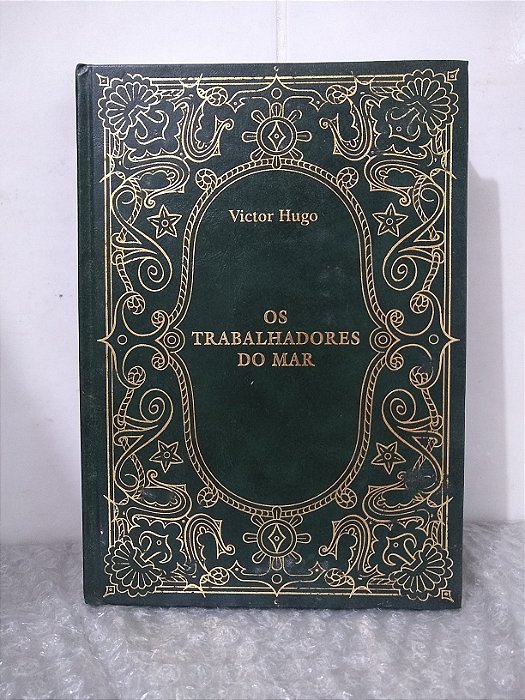 Victor Hugo
OS
TRABALHADORES
DO MAR